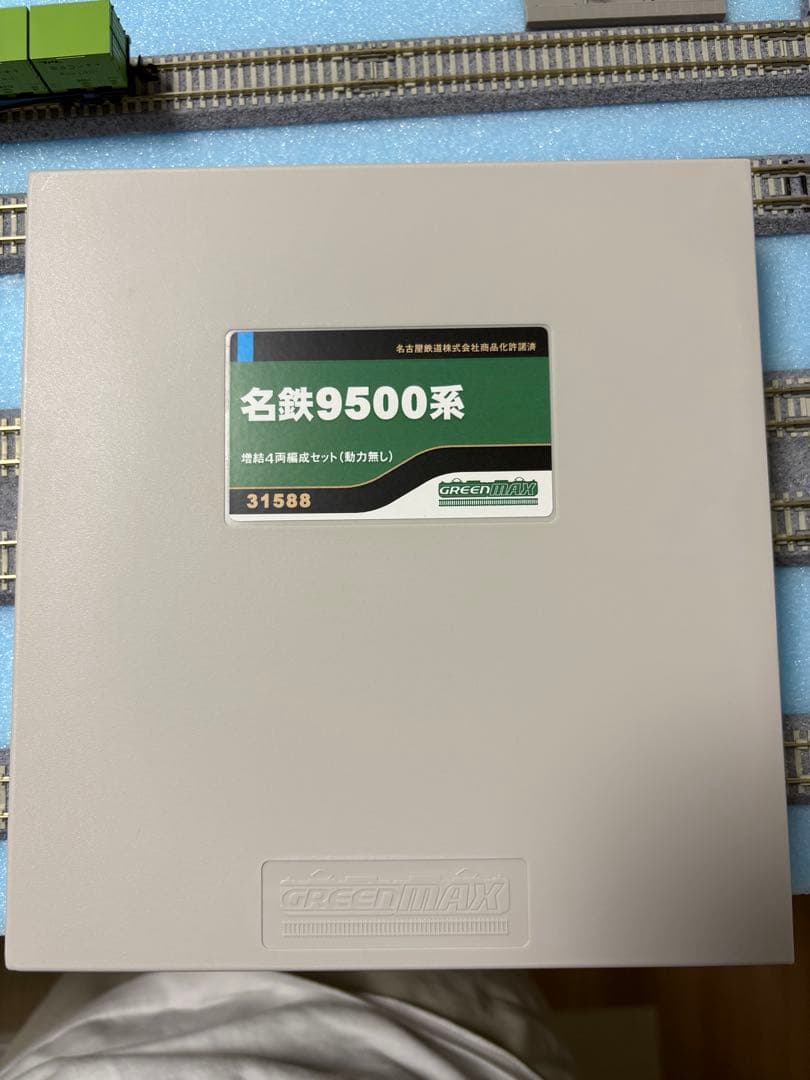 名古屋鉄道株式会社商品化許諾済
名鉄9500系
増結4両編成セット(動力無し)
31588
GREENMAX
GREENMAX